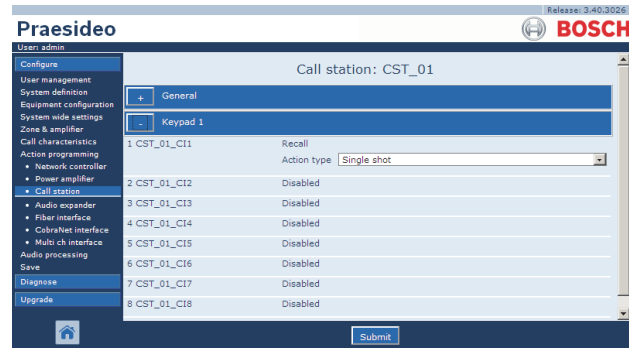 Release: 3.40.3026
Praesideo
BOSCH
User: admin
Configure
User management
System definition
Equipment configuration
System wide settings
Zone & amplifier
Call characteristics
Action programming
• Network controller
• Power amplifier
• Call station
• Audio expander
• Fiber interface
• CobraNet interface
• Multi ch interface
Audio processing
Save
Diagnose
Upgrade
Call station: CST_01
+ General
- Keypad 1
1 CST_01_CI1 Recall
Action type Single shot
2 CST_01_CI2 Disabled
3 CST_01_CI3 Disabled
4 CST_01_CI4 Disabled
5 CST_01_CI5 Disabled
6 CST_01_CI6 Disabled
7 CST_01_CI7 Disabled
8 CST_01_CI8 Disabled
Submit